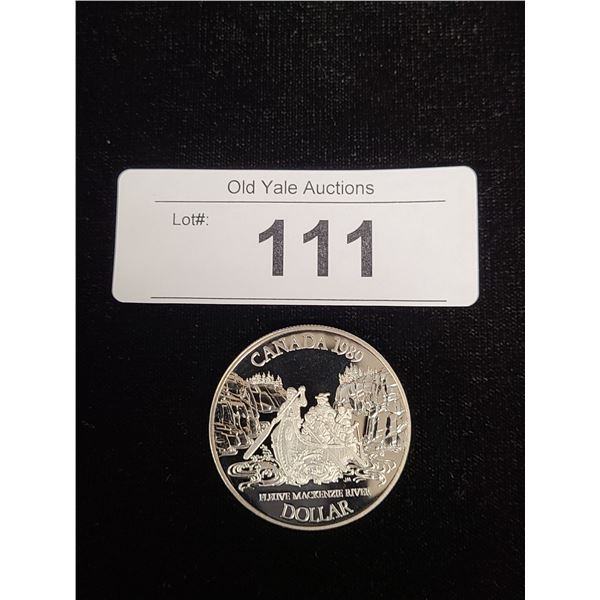 Old Yale Auctions
Lot#:
111
CANADA 1989
FLEUVE MACKENZIE RIVER
DOLLAR